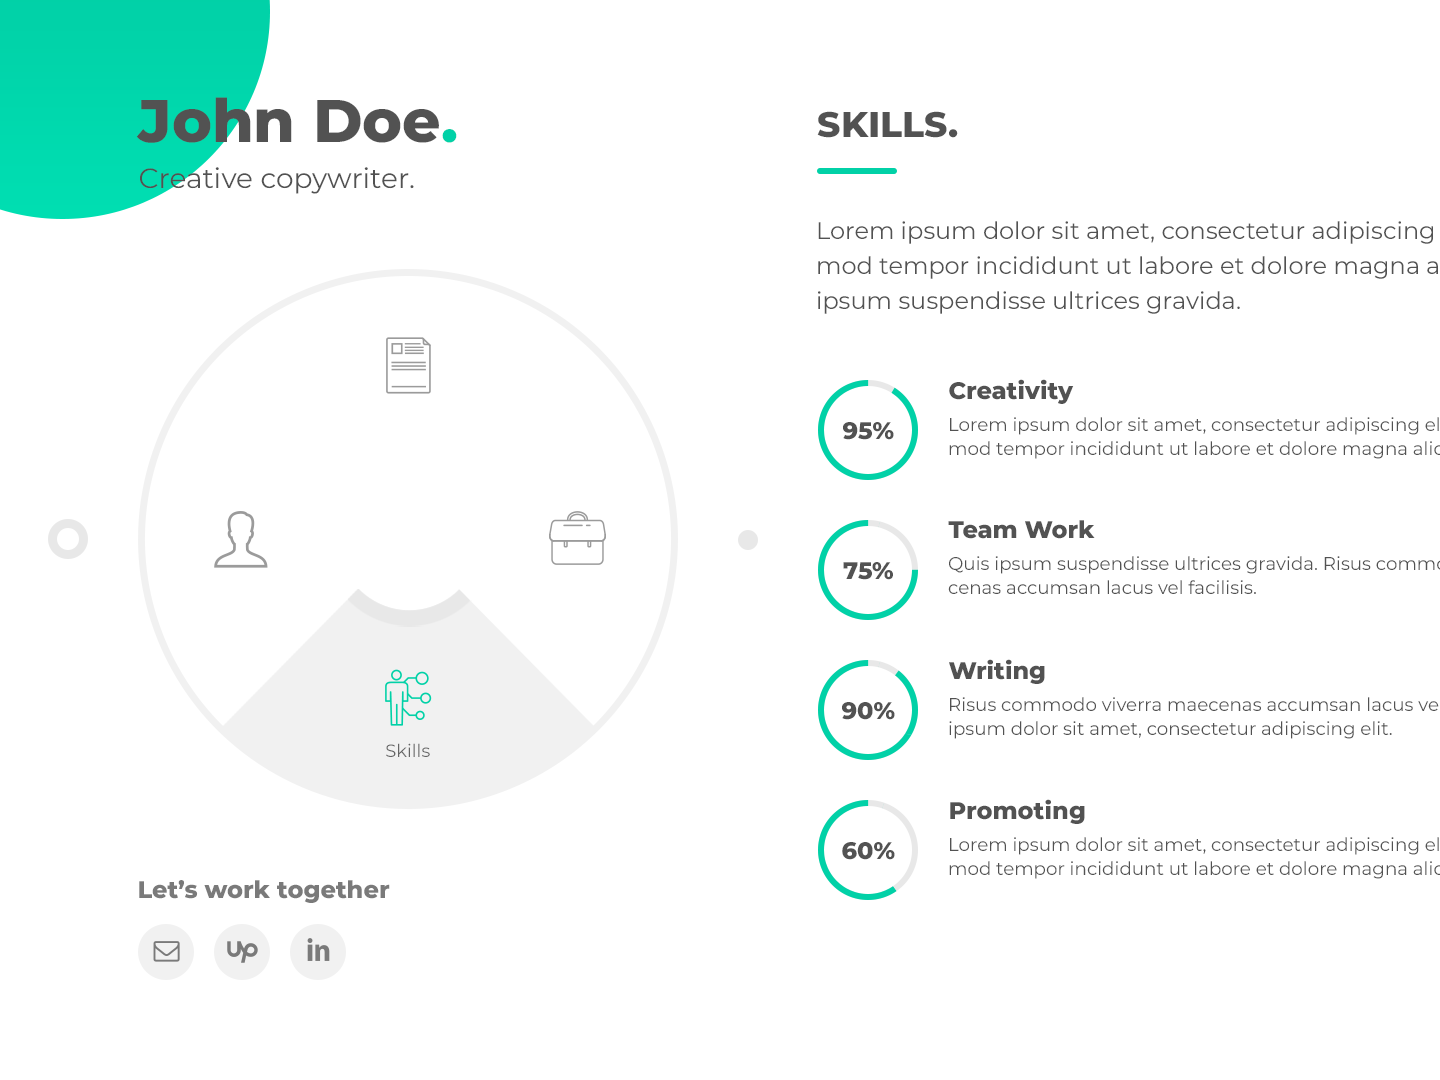 John Doe.
Creative copywriter.
Skills
Let’s work together
up
in
SKILLS.
Lorem ipsum dolor sit amet, consectetur adipiscing
mod tempor incididunt ut labore et dolore magna a
ipsum suspendisse ultrices gravida.
95%
Creativity
Lorem ipsum dolor sit amet, consectetur adipiscing el
mod tempor incididunt ut labore et dolore magna alic
75%
Team Work
Quis ipsum suspendisse ultrices gravida. Risus commo
cenas accumsan lacus vel facilisis.
90%
Writing
Risus commodo viverra maecenas accumsan lacus ve
ipsum dolor sit amet, consectetur adipiscing elit.
60%
Promoting
Lorem ipsum dolor sit amet, consectetur adipiscing el
mod tempor incididunt ut labore et dolore magna alic